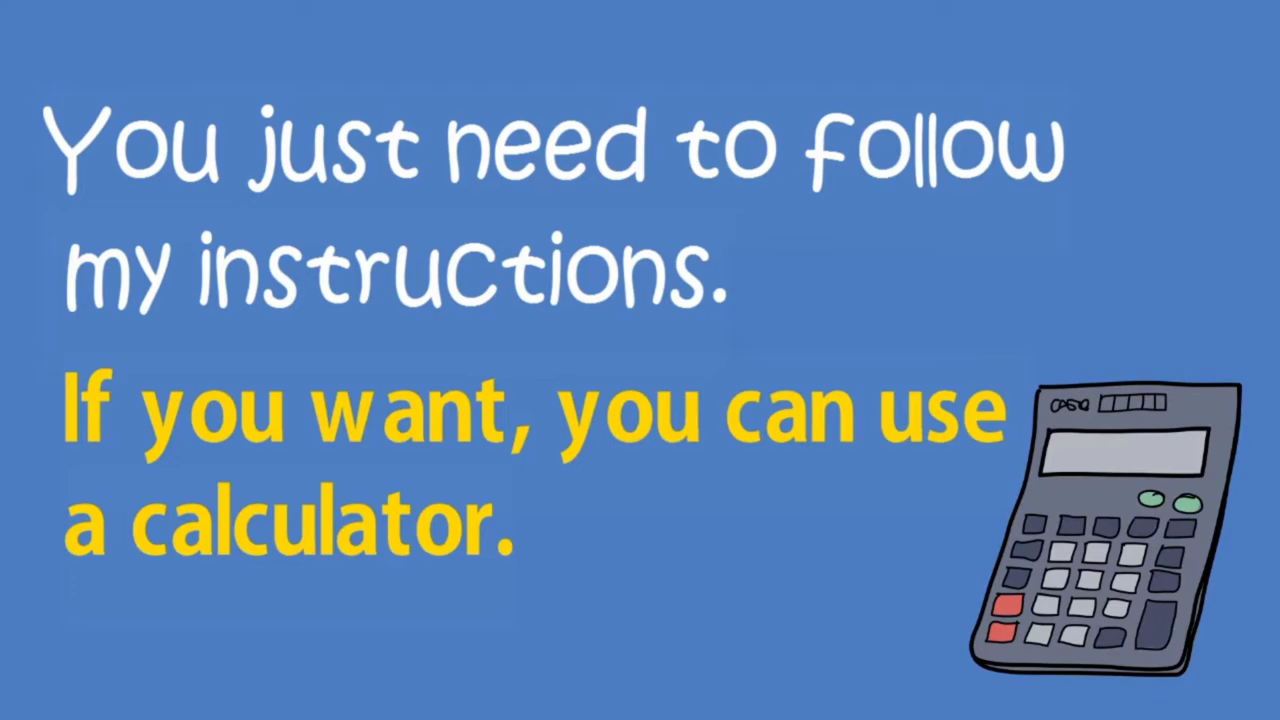 You just need to follow
my instructions.
If you want, you can use
a calculator.